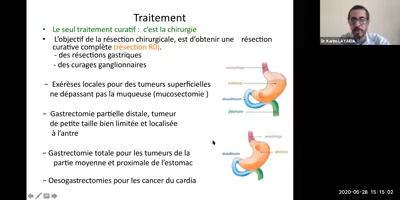 Traitement
• Le seul traitement curatif : c'est la chirurgie
• L'objectif de la résection chirurgicale, est d'obtenir une résection
curative complète (résection R0).
- des résections gastriques
- des curages ganglionnaires
– Exérèses locales pour des tumeurs superficielles
ne dépassant pas la muqueuse (mucosectomie )
– Gastrectomie partielle distale, tumeur
de petite taille bien limitée et localisée
à l'antre
– Gastrectomie totale pour les tumeurs de la
partie moyenne et proximale de l'estomac
– Oesogastrectomies pour les cancer du cardia
2020-05-28 15:15:02